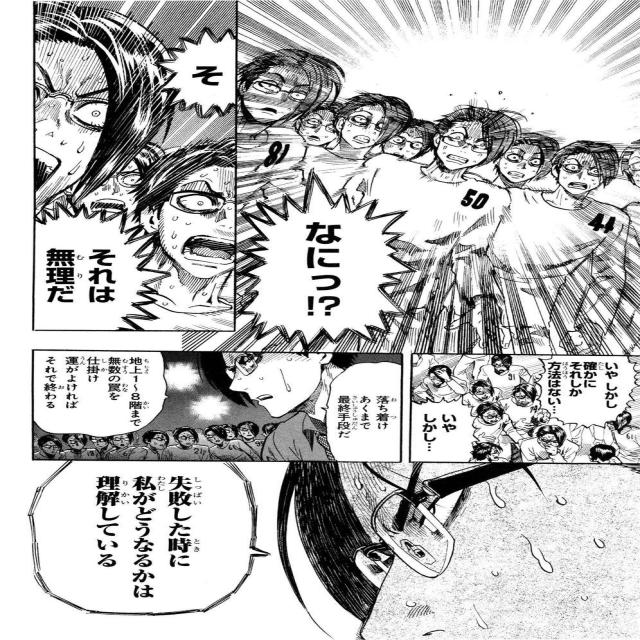 なにっ!?
そ
それは
無理だ
いや しかし
確かに
それしか
方法はない…
いや
しかし…
落ち着け
あくまで
最終手段だ
地上1~8階まで
無数の罠を
仕掛け
運がよければ
それで終わる
失敗した時に
私がどうなるかは
理解している
81
50
44